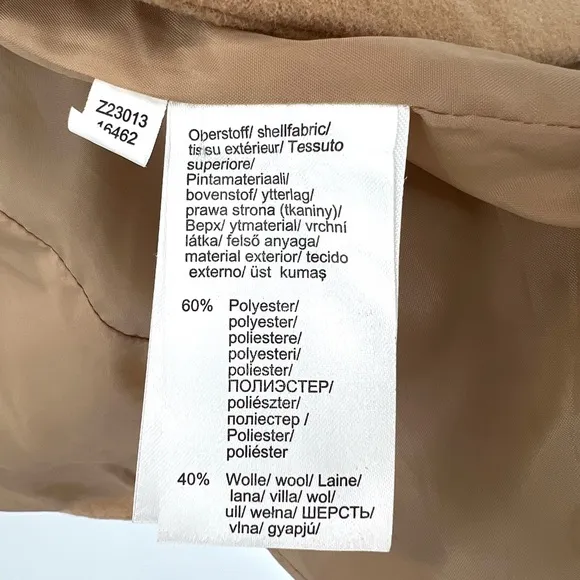 Z23013
16462
Oberstoff/ shellfabric/
tissu extérieur/ Tessuto
superiore/
Pintamateriaali/
bovenstof/ ytterlag/
prawa strona (tkaniny)/
Верх/ ytmaterial/ vrchní
látka/ felső anyaga/
material exterior/ tecido
externo/ üst kumaş
60% Polyester/
polyester/
poliestere/
polyesteri/
poliester/
ПОЛИЭСТЕР/
poliészter/
поліестер /
Poliester/
poliéster
40% Wolle/ wool/ Laine/
lana/ villa/ wol/
ull/ wełna/ ШЕРСТЬ/
vlna/ gyapjú/